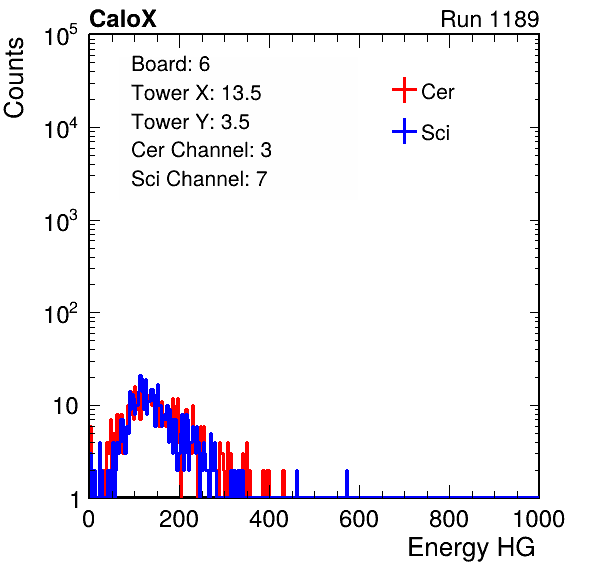 CaloX Run 1189
Counts
10^5
10^4
10^3
10^2
10
1
Board: 6
Tower X: 13.5
Tower Y: 3.5
Cer Channel: 3
Sci Channel: 7
Cer
Sci
0 200 400 600 800 1000
Energy HG